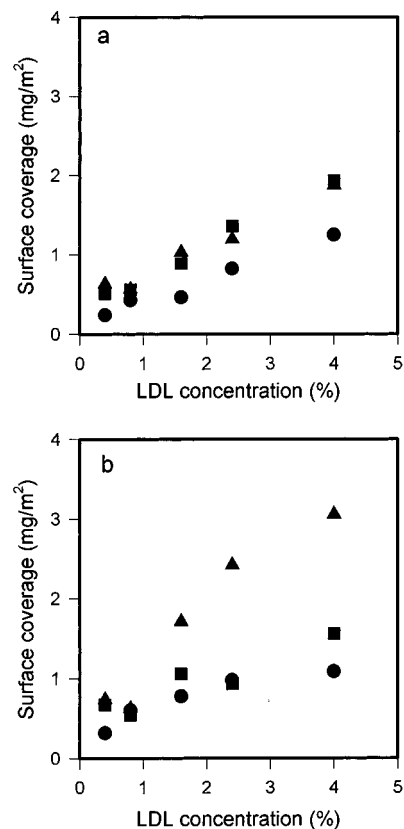 a
4
3
2
1
0
Surface coverage (mg/m²)
0 1 2 3 4 5
LDL concentration (%)
b
4
3
2
1
0
Surface coverage (mg/m²)
0 1 2 3 4 5
LDL concentration (%)